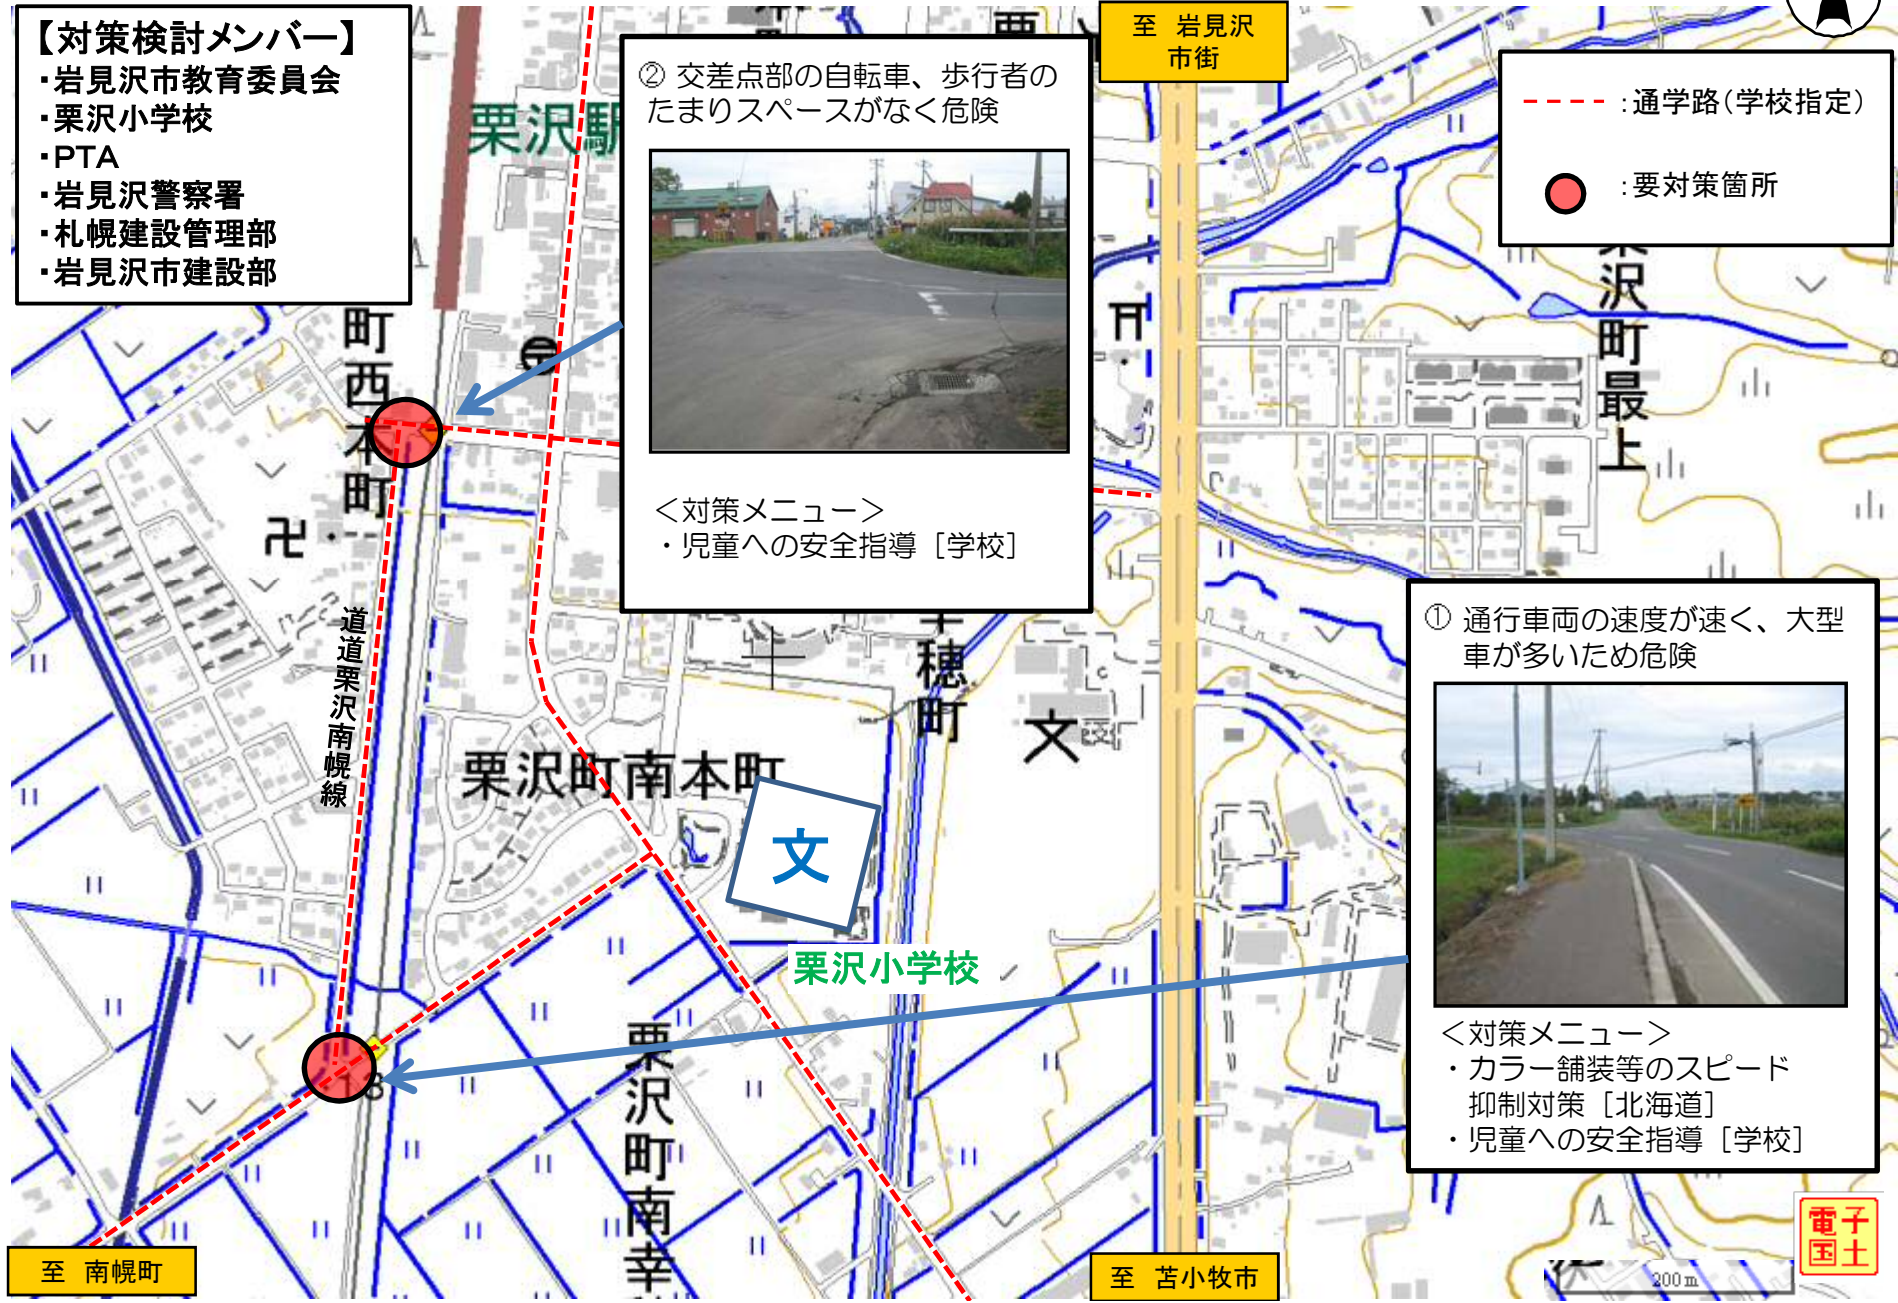 【対策検討メンバー】
・岩見沢市教育委員会
・栗沢小学校
・PTA
・岩見沢警察署
・札幌建設管理部
・岩見沢市建設部
至 岩見沢
市街
：通学路（学校指定）
：要対策箇所
② 交差点部の自転車、歩行者の
たまりスペースがなく危険
＜対策メニュー＞
・児童への安全指導［学校］
栗沢駅
町西本町
道道栗沢南幌線
栗沢町南本町
穂町
文
文
栗沢小学校
沢町最上
① 通行車両の速度が速く、大型
車が多いため危険
＜対策メニュー＞
・カラー舗装等のスピード
抑制対策［北海道］
・児童への安全指導［学校］
栗沢町南幸
至 南幌町
至 苫小牧市
200m
電子
国土